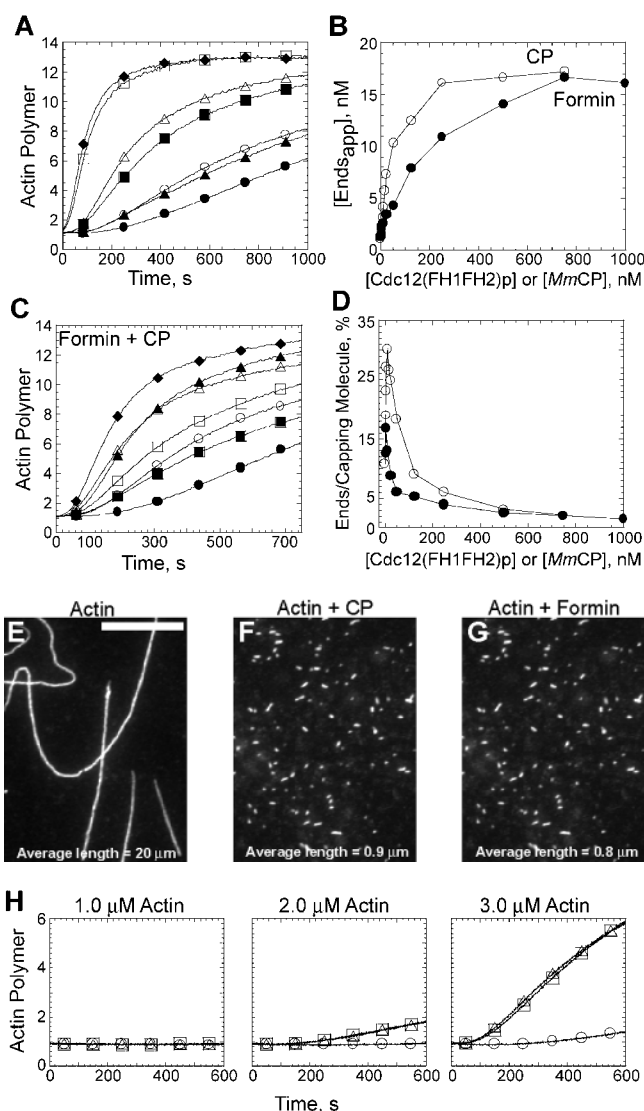 A
Actin Polymer
14
12
10
8
6
4
2
0
0 200 400 600 800 1000
Time, s
B
[Ends_app], nM
20
15
10
5
0
CP
Formin
0 200 400 600 800 1000
[Cdc12(FH1FH2)p] or [MmCP], nM
C
Formin + CP
Actin Polymer
14
12
10
8
6
4
2
0
0 100 300 500 700
Time, s
D
Ends/Capping Molecule, %
35
25
15
5
0
0 200 400 600 800 1000
[Cdc12(FH1FH2)p] or [MmCP], nM
Actin
E
Average length = 20 μm
Actin + CP
F
Average length = 0.9 μm
Actin + Formin
G
Average length = 0.8 μm
H
1.0 μM Actin
2.0 μM Actin
3.0 μM Actin
Actin Polymer
6
4
2
0
0 200 400 600
0 200 400 600
0 200 400 600
Time, s